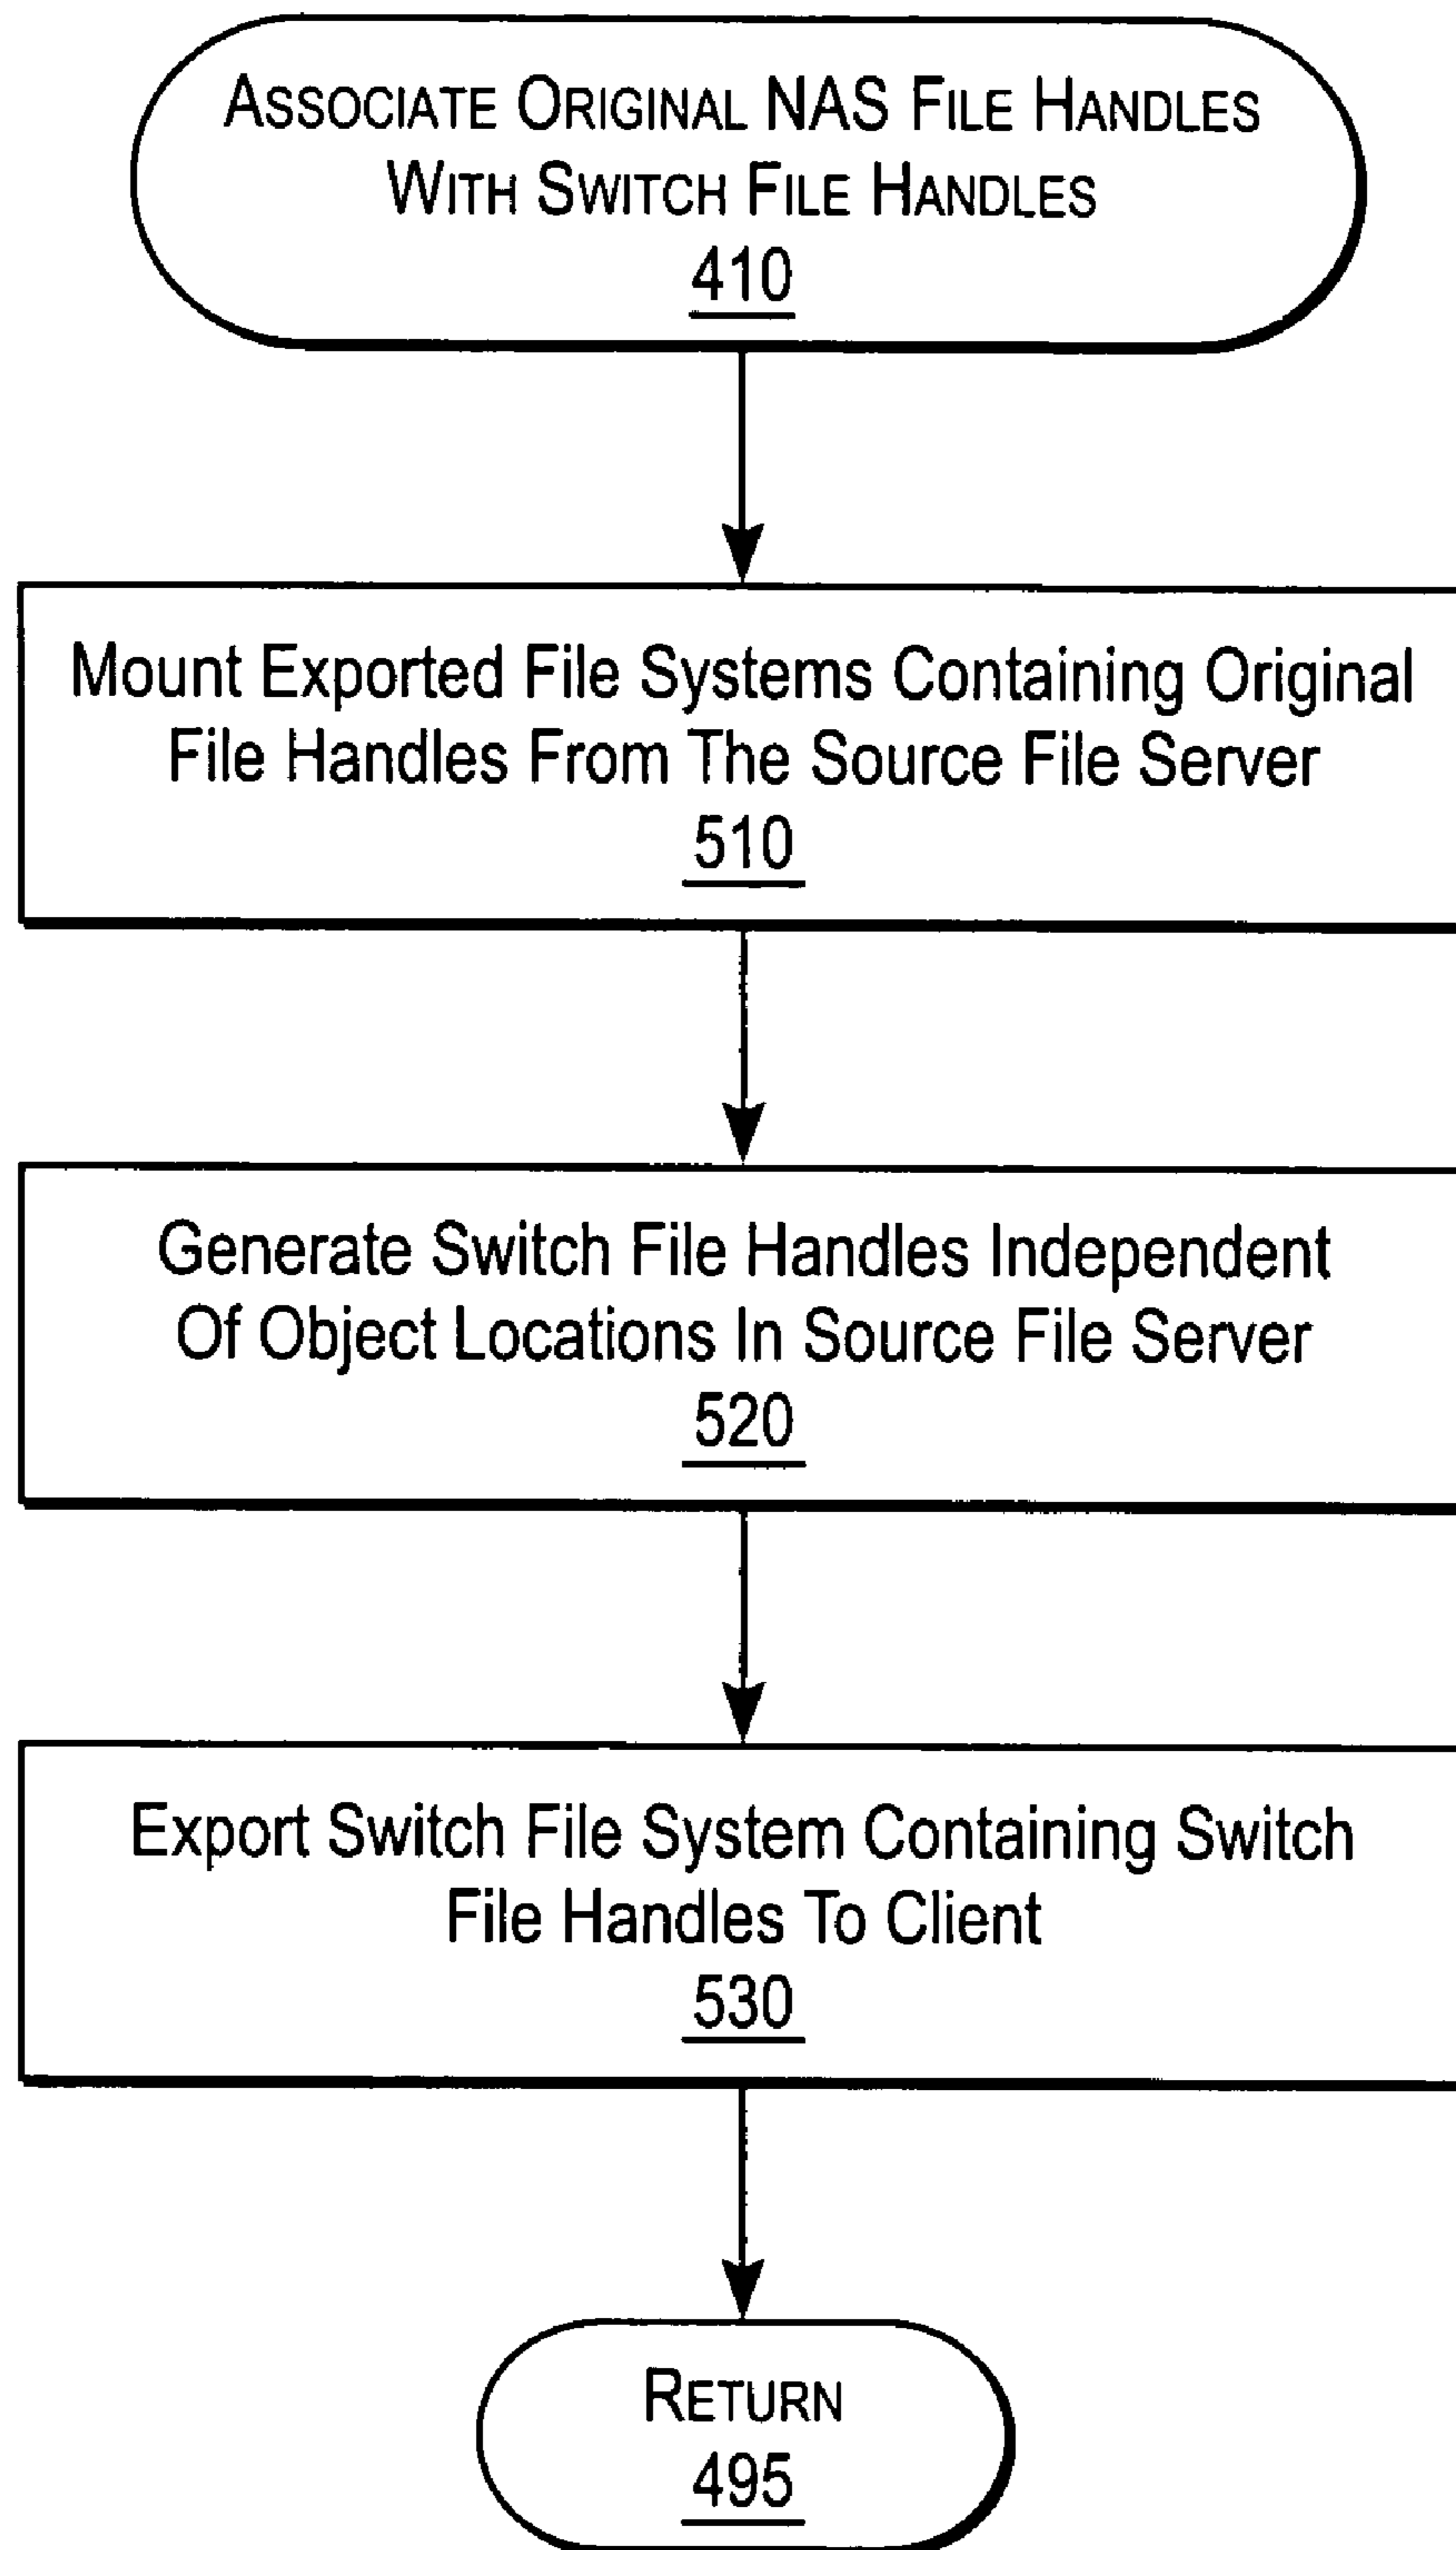 ASSOCIATE ORIGINAL NAS FILE HANDLES
WITH SWITCH FILE HANDLES
410
Mount Exported File Systems Containing Original
File Handles From The Source File Server
510
Generate Switch File Handles Independent
Of Object Locations In Source File Server
520
Export Switch File System Containing Switch
File Handles To Client
530
RETURN
495